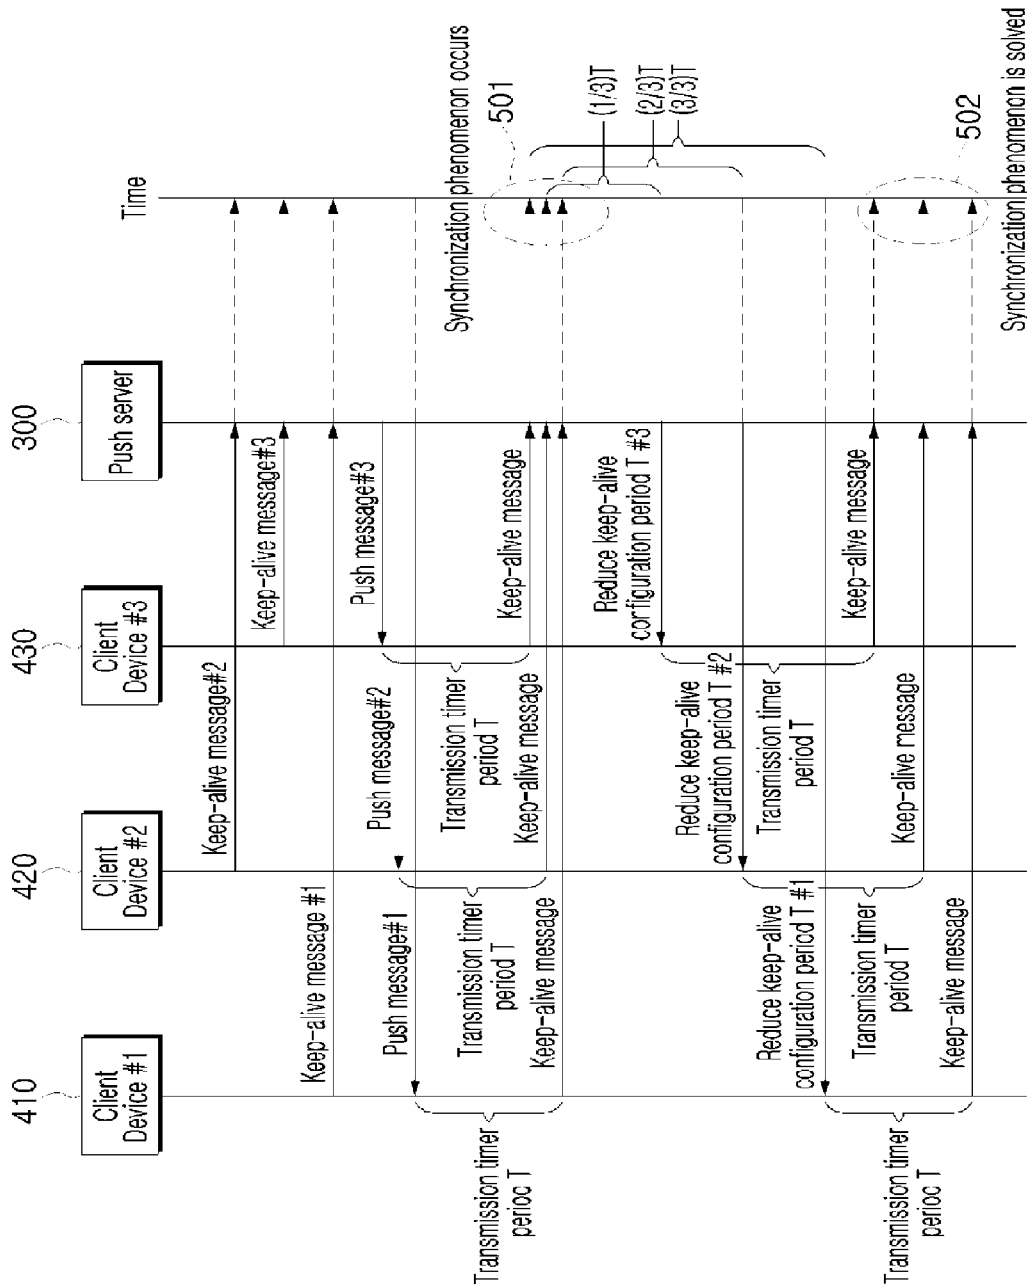 410
Client
Device #1
420
Client
Device #2
430
Client
Device #3
300
Push server
Time
Keep-alive message#2
Keep-alive message#3
Keep-alive message #1
Push message#3
Push message#2
Push message#1
Transmission timer
period T
Transmission timer
period T
Transmission timer
period T
Keep-alive message
Keep-alive message
Keep-alive message
Synchronization phenomenon occurs
501
(1/3)T
(2/3)T
(3/3)T
Reduce keep-alive
configuration period T #3
Reduce keep-alive
configuration period T #2
Reduce keep-alive
configuration period T #1
Transmission timer
period T
Transmission timer
period T
Transmission timer
period T
Keep-alive message
Keep-alive message
Keep-alive message
502
Synchronization phenomenon is solved